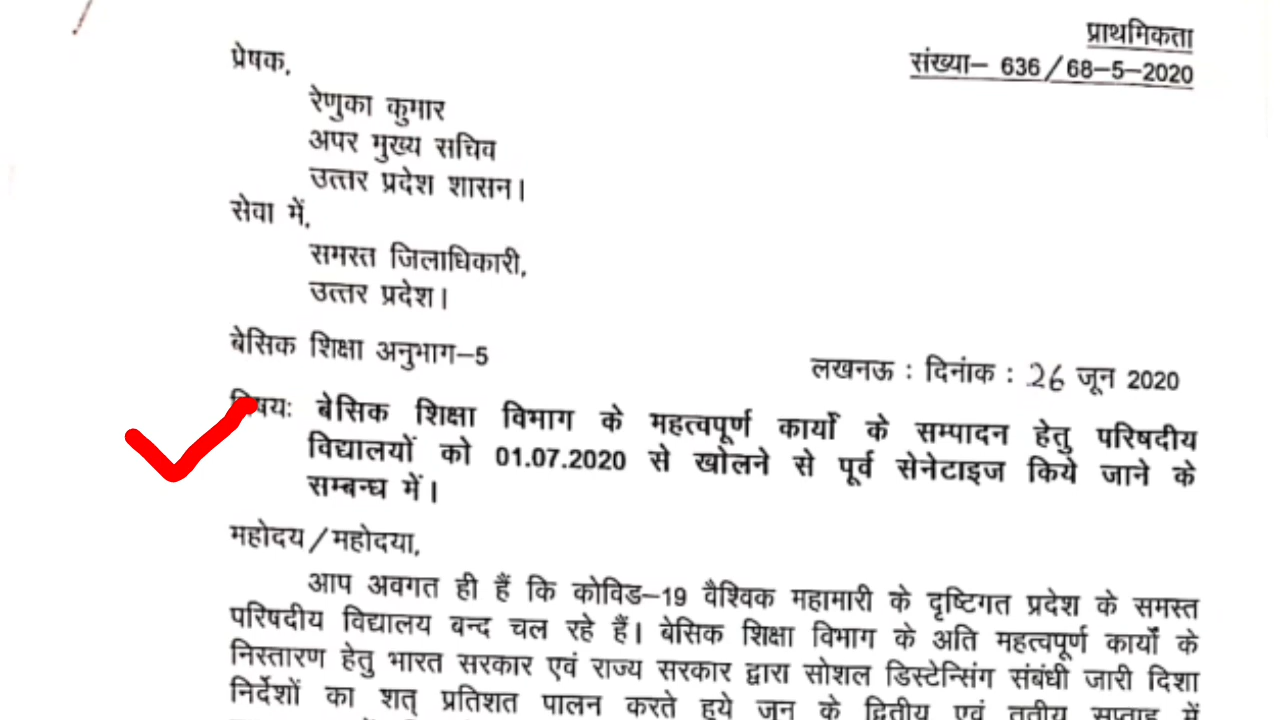 प्राथमिकता
संख्या– 636/68–5–2020
प्रेषक,
रेणुका कुमार
अपर मुख्य सचिव
उत्तर प्रदेश शासन।
सेवा में,
समस्त जिलाधिकारी,
उत्तर प्रदेश।
बेसिक शिक्षा अनुभाग–5
लखनऊ : दिनांक : 26 जून 2020
विषयः बेसिक शिक्षा विभाग के महत्वपूर्ण कार्यों के सम्पादन हेतु परिषदीय
विद्यालयों को 01.07.2020 से खोलने से पूर्व सेनेटाइज किये जाने के
सम्बन्ध में।
महोदय/महोदया,
आप अवगत ही हैं कि कोविड–19 वैश्विक महामारी के दृष्टिगत प्रदेश के समस्त
परिषदीय विद्यालय बन्द चल रहे हैं। बेसिक शिक्षा विभाग के अति महत्वपूर्ण कार्यों के
निस्तारण हेतु भारत सरकार एवं राज्य सरकार द्वारा सोशल डिस्टेन्सिंग संबंधी जारी दिशा
निर्देशों का शत् प्रतिशत पालन करते हुये जून के द्वितीय एवं तृतीय सप्ताह में